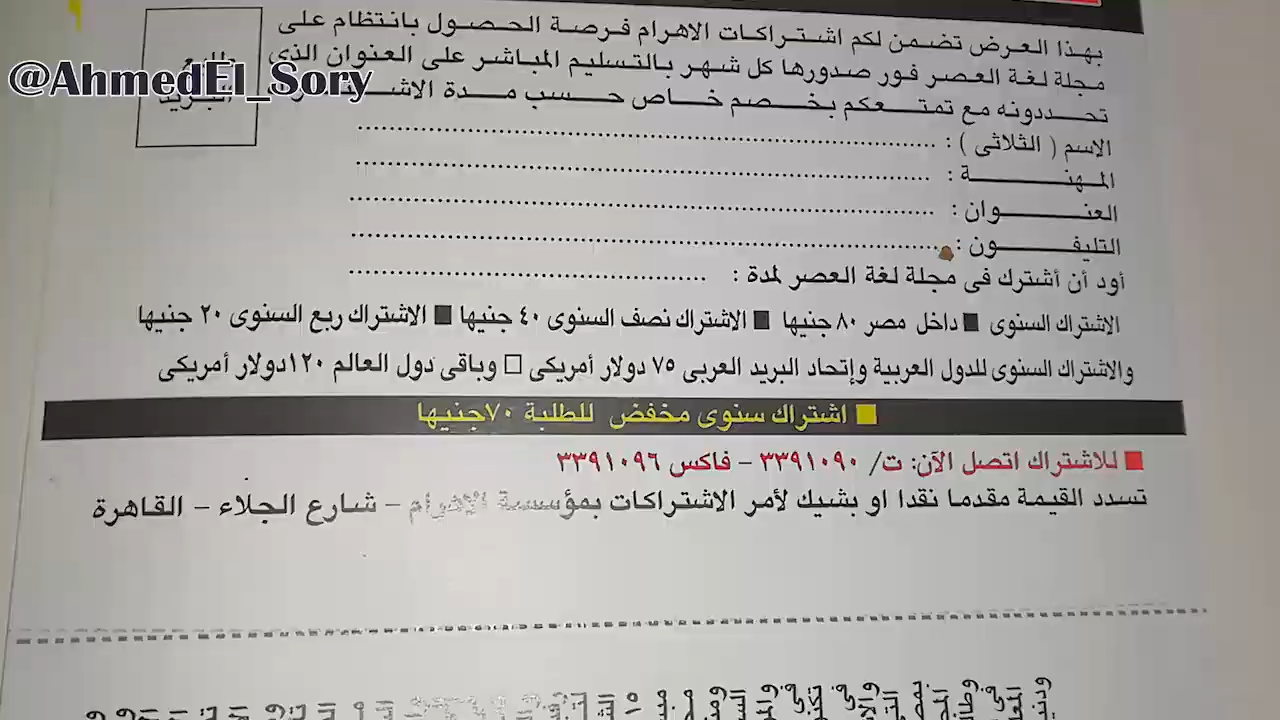 @AhmedEl_Sory
طابع
البريد
بهذا العرض تضمن لكم اشتراكات الاهرام فرصة الحصول بانتظام على
مجلة لغة العصر فور صدورها كل شهر بالتسليم المباشر على العنوان الذى
تحددونه مع تمتعكم بخصم خاص حسب مدة
الإسم ( الثلاثى ) :
المهنة :
العنوان :
التليفون :
أود أن أشترك فى مجلة لغة العصر لمدة :
الاشتراك السنوى ■ داخل مصر ٨٠ جنيها ■ الاشتراك نصف السنوى ٤٠ جنيها ■ الاشتراك ربع السنوى ٢٠ جنيها
والاشتراك السنوى للدول العربية وإتحاد البريد العربى ٧٥ دولار أمريكى □ وباقى دول العالم ١٢٠دولار أمريكى
■ اشتراك سنوى مخفض للطلبة ٧٠جنيها
■ للاشتراك اتصل الآن: ت/ ٣٣٩١٠٩٠ - فاكس ٣٣٩١٠٩٦
تسدد القيمة مقدما نقدا او بشيك لأمر الاشتراكات بمؤسسة الاهرام - شارع الجلاء - القاهرة